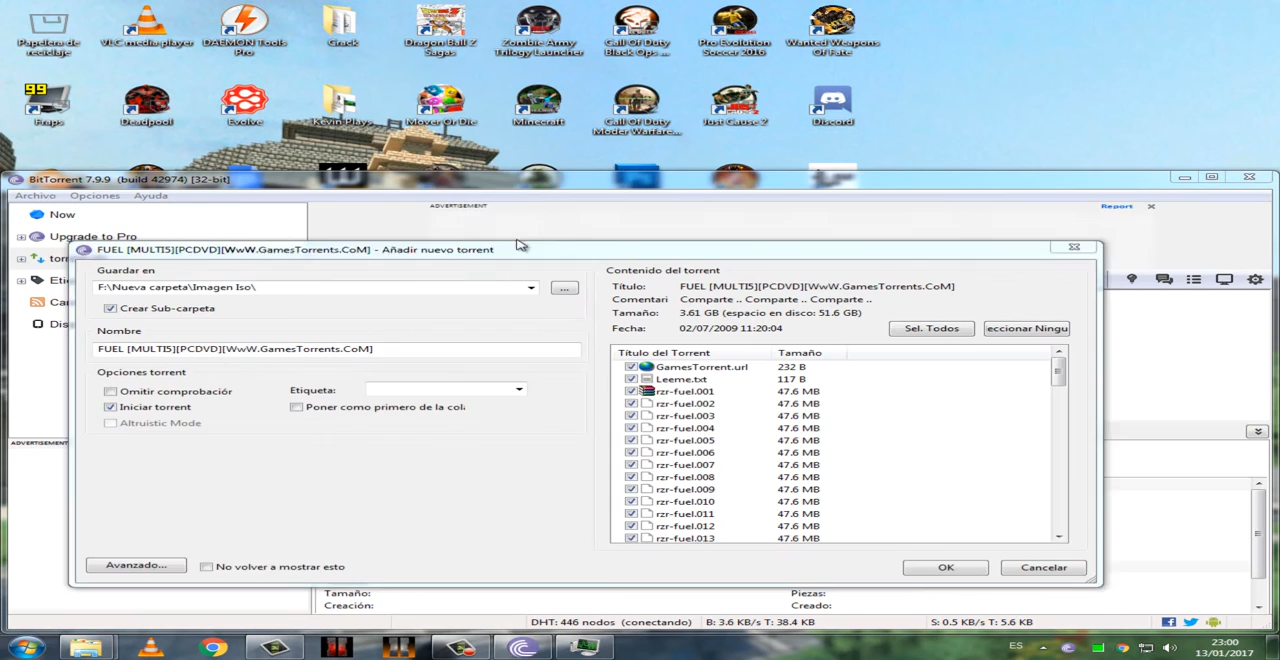 Papelera de
reciclaje
VLC media player
DAEMON Tools
Pro
Crack
Dragon Ball Z
Sagas
Zombie Army
Trilogy Launcher
Call Of Duty
Black Ops ...
Pro Evolution
Soccer 2016
Wanted Weapons
Of Fate
99
Fraps
Deadpool
Evolve
Kevin Plays
Mover Or Die
Minecraft
Call Of Duty
Moder Warfare...
Just Cause 2
Discord
BitTorrent 7.9.9 (build 42974) [32-bit]
Archivo Opciones Ayuda
ADVERTISEMENT
Report
Now
Upgrade to Pro
FUEL [MULTI5][PCDVD][WwW.GamesTorrents.CoM] - Añadir nuevo torrent
Guardar en
F:\Nueva carpeta\Imagen Iso\
...
Crear Sub-carpeta
Nombre
FUEL [MULTI5][PCDVD][WwW.GamesTorrents.CoM]
Opciones torrent
Omitir comprobación
Etiqueta:
Iniciar torrent
Poner como primero de la cola
Altruistic Mode
Avanzado...
No volver a mostrar esto
Contenido del torrent
Título: FUEL [MULTI5][PCDVD][WwW.GamesTorrents.CoM]
Comentari Comparte .. Comparte .. Comparte ..
Tamaño: 3.61 GB (espacio en disco: 51.6 GB)
Fecha: 02/07/2009 11:20:04
Sel. Todos
eccionar Ningu
Título del Torrent Tamaño
GamesTorrent.url 232 B
Leeme.txt 117 B
rzr-fuel.001 47.6 MB
rzr-fuel.002 47.6 MB
rzr-fuel.003 47.6 MB
rzr-fuel.004 47.6 MB
rzr-fuel.005 47.6 MB
rzr-fuel.006 47.6 MB
rzr-fuel.007 47.6 MB
rzr-fuel.008 47.6 MB
rzr-fuel.009 47.6 MB
rzr-fuel.010 47.6 MB
rzr-fuel.011 47.6 MB
rzr-fuel.012 47.6 MB
rzr-fuel.013 47.6 MB
OK
Cancelar
torr
Eti
Car
Dis
ADVERTISEMENT
Tamaño:
Piezas:
Creación:
Creado:
DHT: 446 nodos (conectando)
B: 3.6 KB/s T: 38.4 KB
S: 0.5 KB/s T: 5.6 KB
ES
23:00
13/01/2017